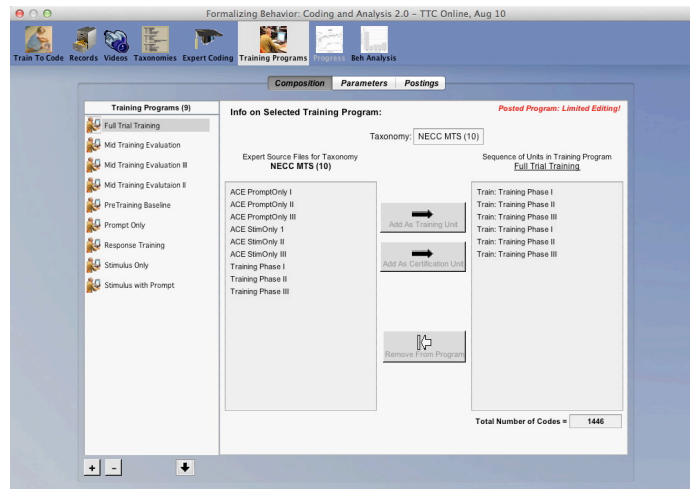 Formalizing Behavior: Coding and Analysis 2.0 – TTC Online, Aug 10
Train To Code Records Videos Taxonomies Expert Coding Training Programs Progress Beh Analysis
Composition Parameters Postings
Training Programs (9)
Full Trial Training
Mid Training Evaluation
Mid Training Evaluation III
Mid Training Evalutaion II
PreTraining Baseline
Prompt Only
Response Training
Stimulus Only
Stimulus with Prompt
Info on Selected Training Program:
Posted Program: Limited Editing!
Taxonomy: NECC MTS (10)
Expert Source Files for Taxonomy
NECC MTS (10)
ACE PromptOnly I
ACE PromptOnly II
ACE PromptOnly III
ACE StimOnly 1
ACE StimOnly II
ACE StimOnly III
Training Phase I
Training Phase II
Training Phase III
Add As Training Unit
Add As Certification Unit
Remove From Program
Sequence of Units in Training Program
Full Trial Training
Train: Training Phase I
Train: Training Phase II
Train: Training Phase III
Train: Training Phase I
Train: Training Phase II
Train: Training Phase III
Total Number of Codes = 1446
+ -